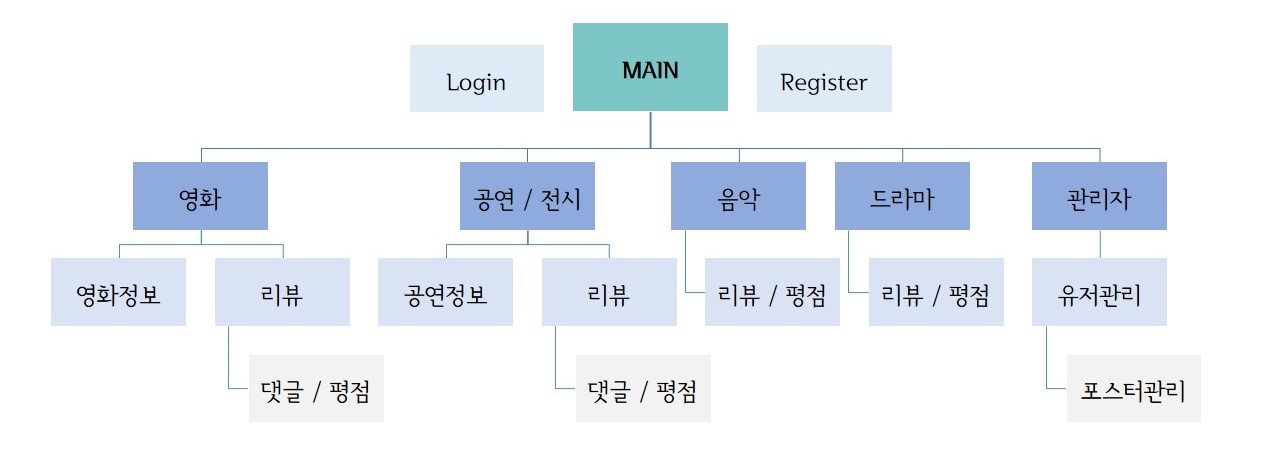 Login
MAIN
Register
영화
공연 / 전시
음악
드라마
관리자
영화정보
리뷰
공연정보
리뷰
리뷰 / 평점
리뷰 / 평점
유저관리
댓글 / 평점
댓글 / 평점
포스터관리